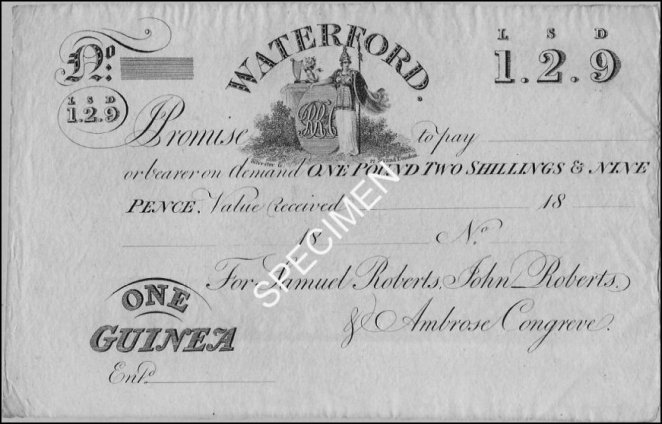 No.
WATERFORD.
L S D
1.2.9
L S D
1.2.9
I Promise to pay
or bearer on demand ONE POUND TWO SHILLINGS & NINE
PENCE, Value received 18
18 No.
For Samuel Roberts, John Roberts,
& Ambrose Congreve.
ONE
GUINEA
Entd.
SPECIMEN